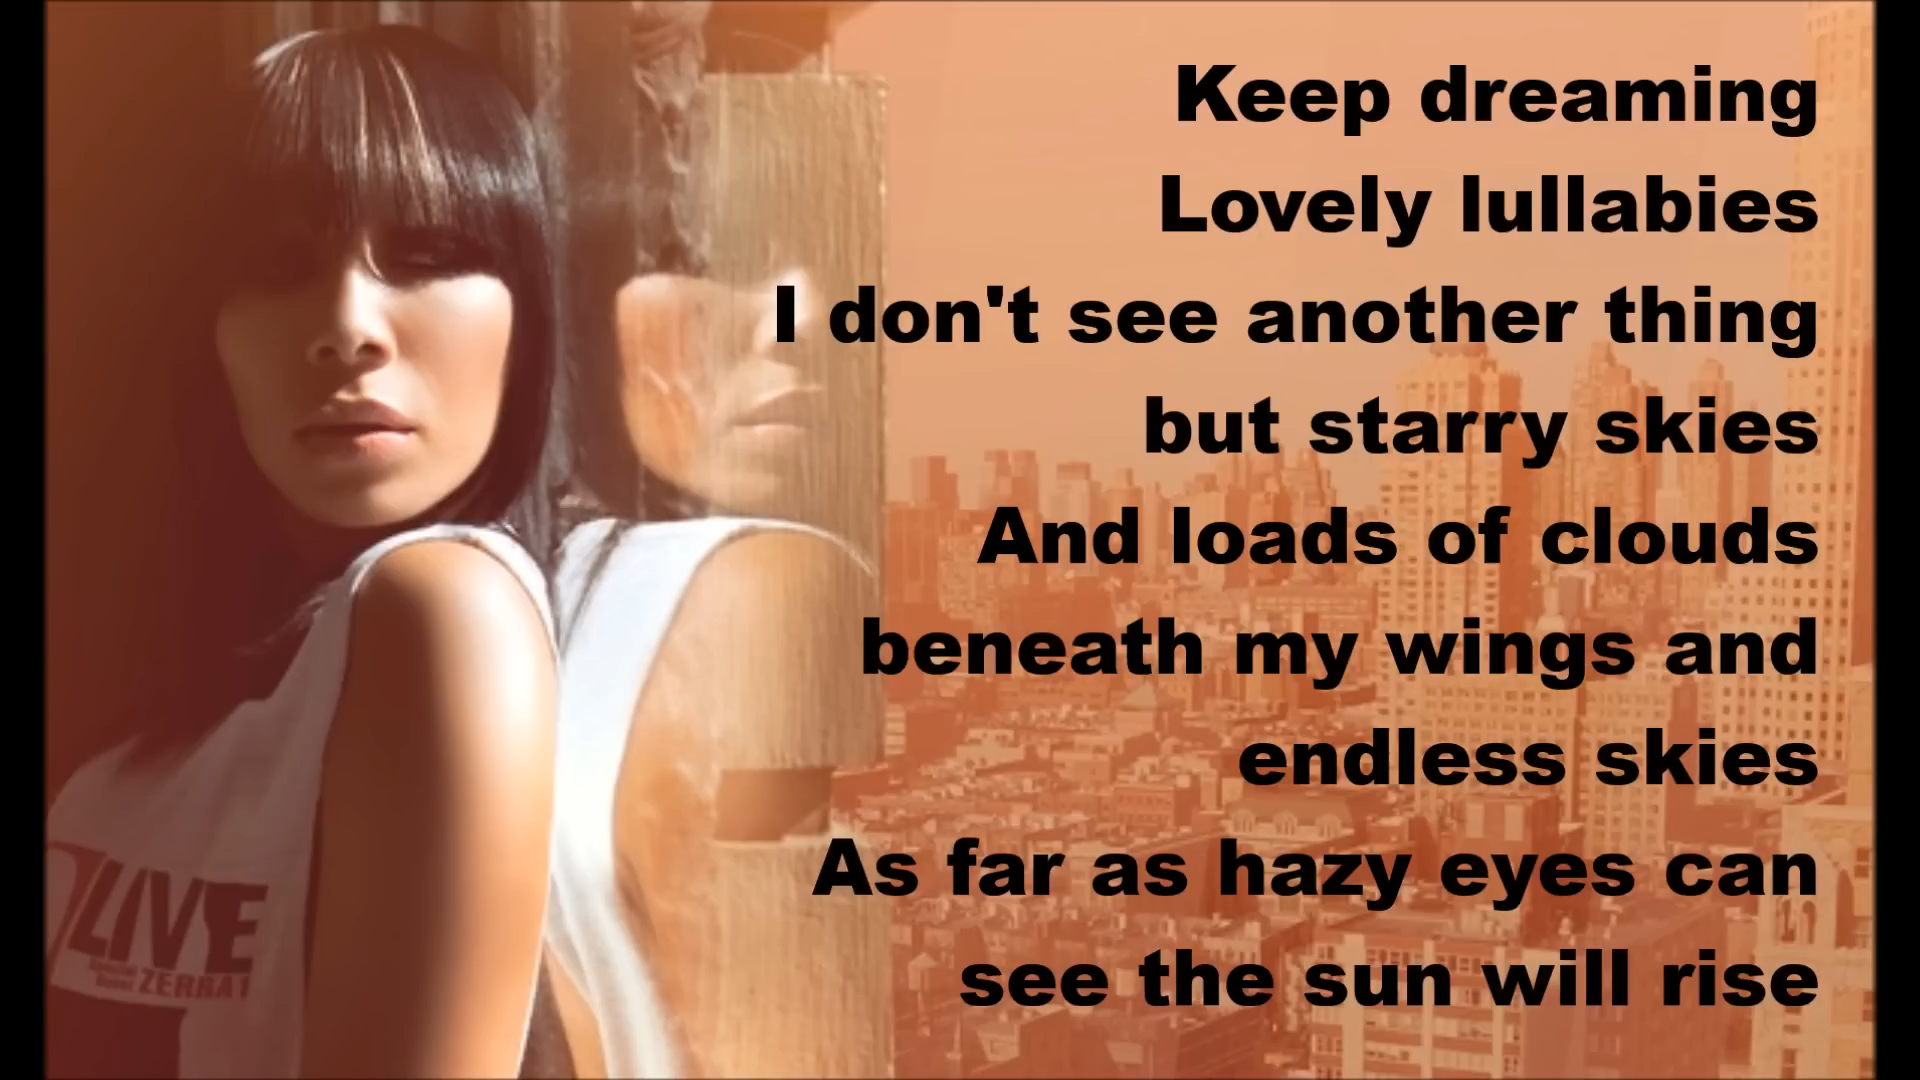 Keep dreaming
Lovely lullabies
I don't see another thing
but starry skies
And loads of clouds
beneath my wings and
endless skies
As far as hazy eyes can
see the sun will rise
LIVE
ZERRA1